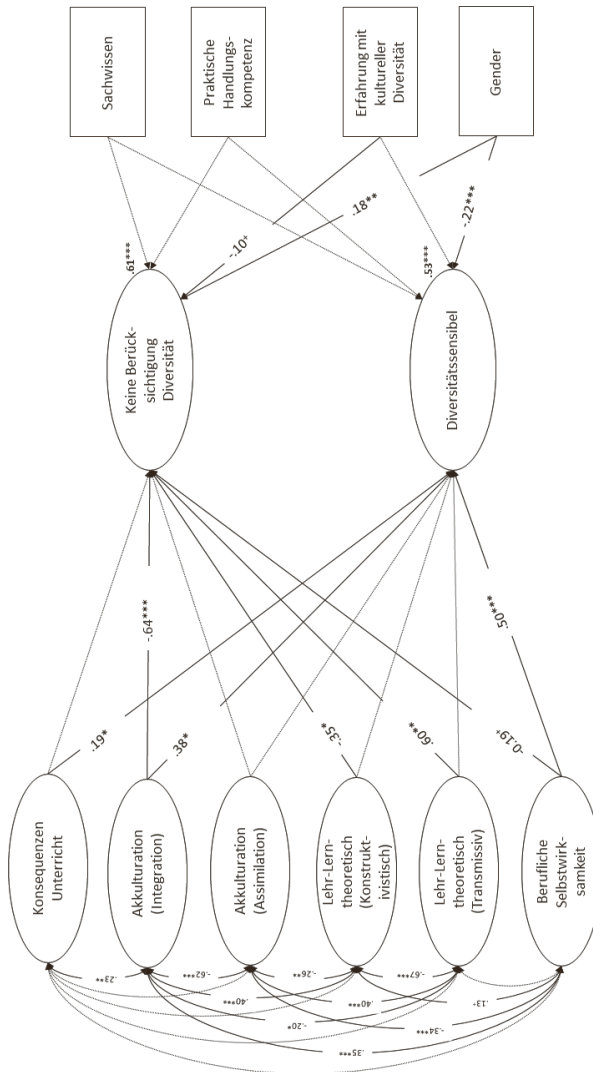 Sachwissen
Praktische
Handlungs-
kompetenz
Erfahrung mit
kultureller
Diversität
Gender
.61***
-.10⁺
.18**
.53***
-.22***
Keine Berück-
sichtigung
Diversität
Diversitätssensibel
-.64***
.19*
.38*
-.35*
.60**
-0.19⁺
.50***
Konsequenzen
Unterricht
Akkulturation
(Integration)
Akkulturation
(Assimilation)
Lehr-Lern-
theoretisch
(Konstrukt-
ivistisch)
Lehr-Lern-
theoretisch
(Transmissiv)
Berufliche
Selbstwirk-
samkeit
.23**
-.62***
-.26**
-.67***
.40***
.40***
.13⁺
-.20*
-.34***
.35***